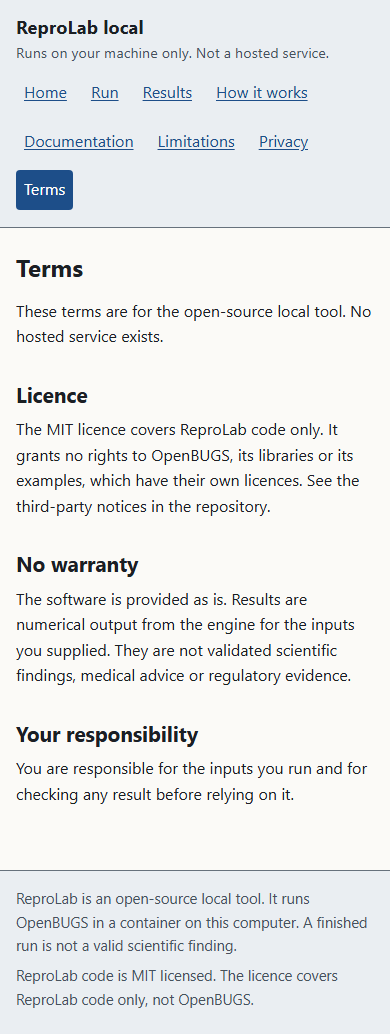 ReproLab local
Runs on your machine only. Not a hosted service.
Home Run Results How it works
Documentation Limitations Privacy
Terms
Terms
These terms are for the open-source local tool. No
hosted service exists.
Licence
The MIT licence covers ReproLab code only. It
grants no rights to OpenBUGS, its libraries or its
examples, which have their own licences. See the
third-party notices in the repository.
No warranty
The software is provided as is. Results are
numerical output from the engine for the inputs
you supplied. They are not validated scientific
findings, medical advice or regulatory evidence.
Your responsibility
You are responsible for the inputs you run and for
checking any result before relying on it.
ReproLab is an open-source local tool. It runs
OpenBUGS in a container on this computer. A finished
run is not a valid scientific finding.
ReproLab code is MIT licensed. The licence covers
ReproLab code only, not OpenBUGS.